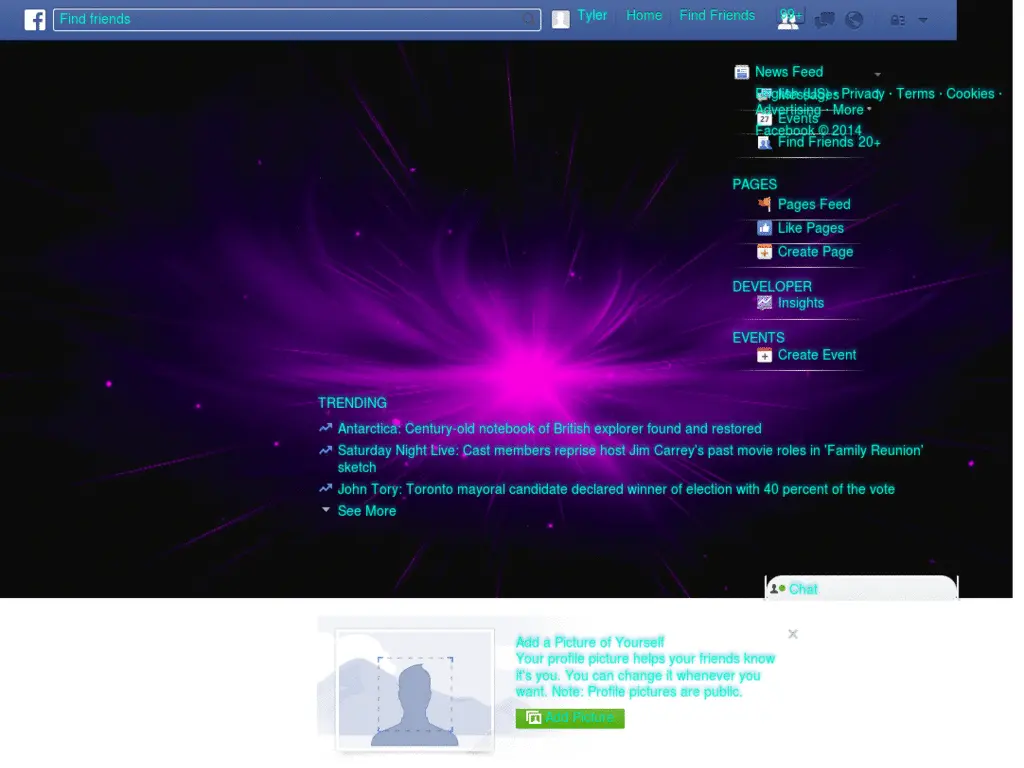 Find friends
Tyler
Home
Find Friends
99+
News Feed
English (US) · Privacy · Terms · Cookies ·
Messages
Advertising · More
Events
Facebook © 2014
Find Friends 20+
PAGES
Pages Feed
Like Pages
Create Page
DEVELOPER
Insights
EVENTS
Create Event
TRENDING
Antarctica: Century-old notebook of British explorer found and restored
Saturday Night Live: Cast members reprise host Jim Carrey's past movie roles in 'Family Reunion'
sketch
John Tory: Toronto mayoral candidate declared winner of election with 40 percent of the vote
See More
Chat
Add a Picture of Yourself
Your profile picture helps your friends know
it's you. You can change it whenever you
want. Note: Profile pictures are public.
Add Picture